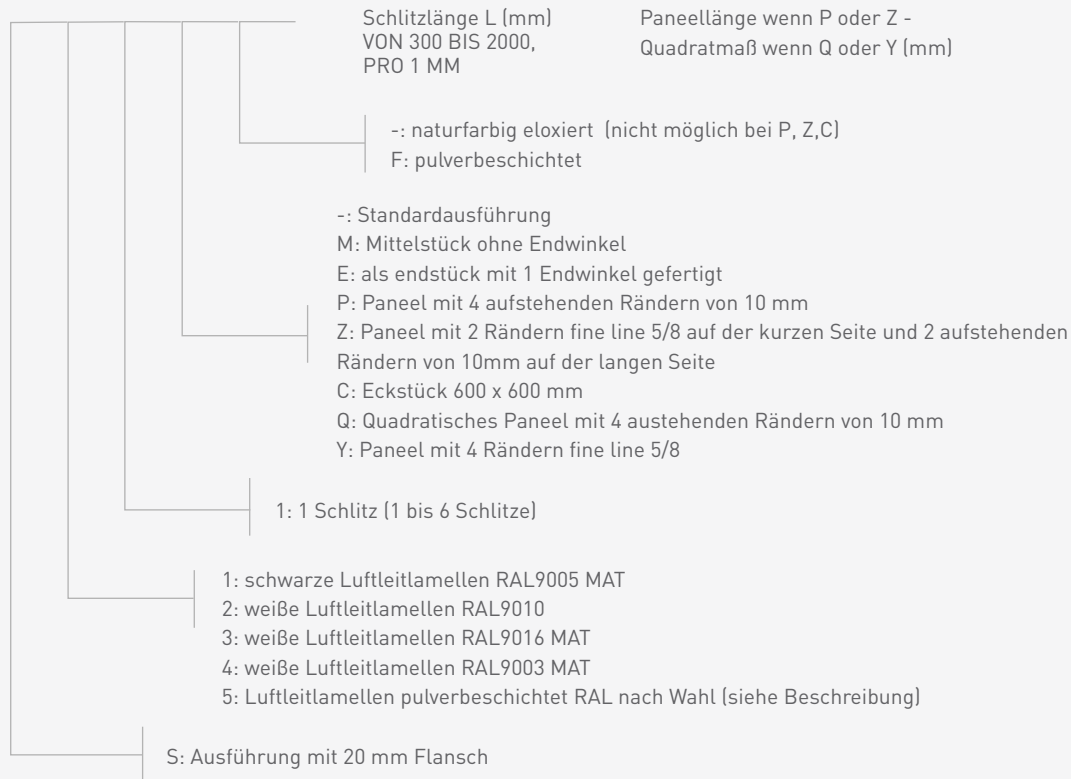 Schlitzlänge L (mm)
VON 300 BIS 2000,
PRO 1 MM
Paneellänge wenn P oder Z -
Quadratmaß wenn Q oder Y (mm)
-: naturfarbig eloxiert (nicht möglich bei P, Z,C)
F: pulverbeschichtet
-: Standardausführung
M: Mittelstück ohne Endwinkel
E: als endstück mit 1 Endwinkel gefertigt
P: Paneel mit 4 aufstehenden Rändern von 10 mm
Z: Paneel mit 2 Rändern fine line 5/8 auf der kurzen Seite und 2 aufstehenden
Rändern von 10mm auf der langen Seite
C: Eckstück 600 x 600 mm
Q: Quadratisches Paneel mit 4 austehenden Rändern von 10 mm
Y: Paneel mit 4 Rändern fine line 5/8
1: 1 Schlitz (1 bis 6 Schlitze)
1: schwarze Luftleitlamellen RAL9005 MAT
2: weiße Luftleitlamellen RAL9010
3: weiße Luftleitlamellen RAL9016 MAT
4: weiße Luftleitlamellen RAL9003 MAT
5: Luftleitlamellen pulverbeschichtet RAL nach Wahl (siehe Beschreibung)
S: Ausführung mit 20 mm Flansch